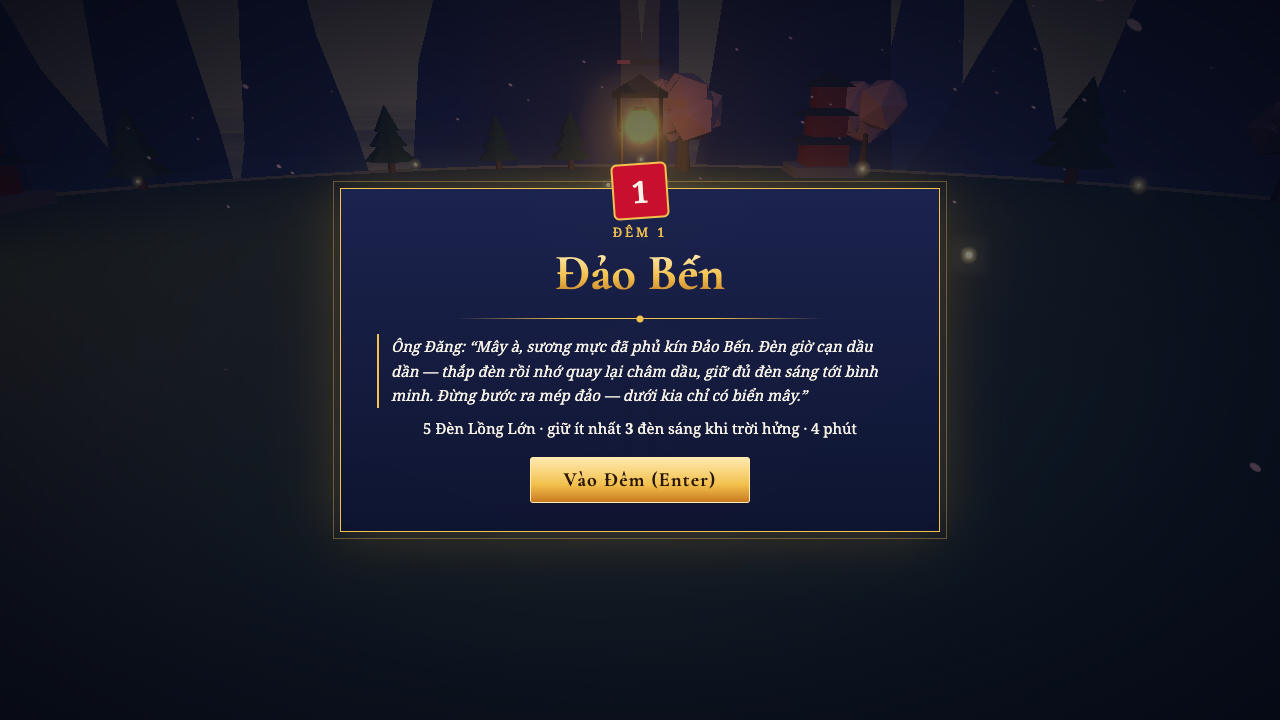 1
ĐÊM 1
Đảo Bến
Ông Đăng: “Mây à, sương mực đã phủ kín Đảo Bến. Đèn giờ cạn dầu
dần — thắp đèn rồi nhớ quay lại châm dầu, giữ đủ đèn sáng tới bình
minh. Đừng bước ra mép đảo — dưới kia chỉ có biển mây.”
5 Đèn Lồng Lớn · giữ ít nhất 3 đèn sáng khi trời hửng · 4 phút
Vào Đêm (Enter)